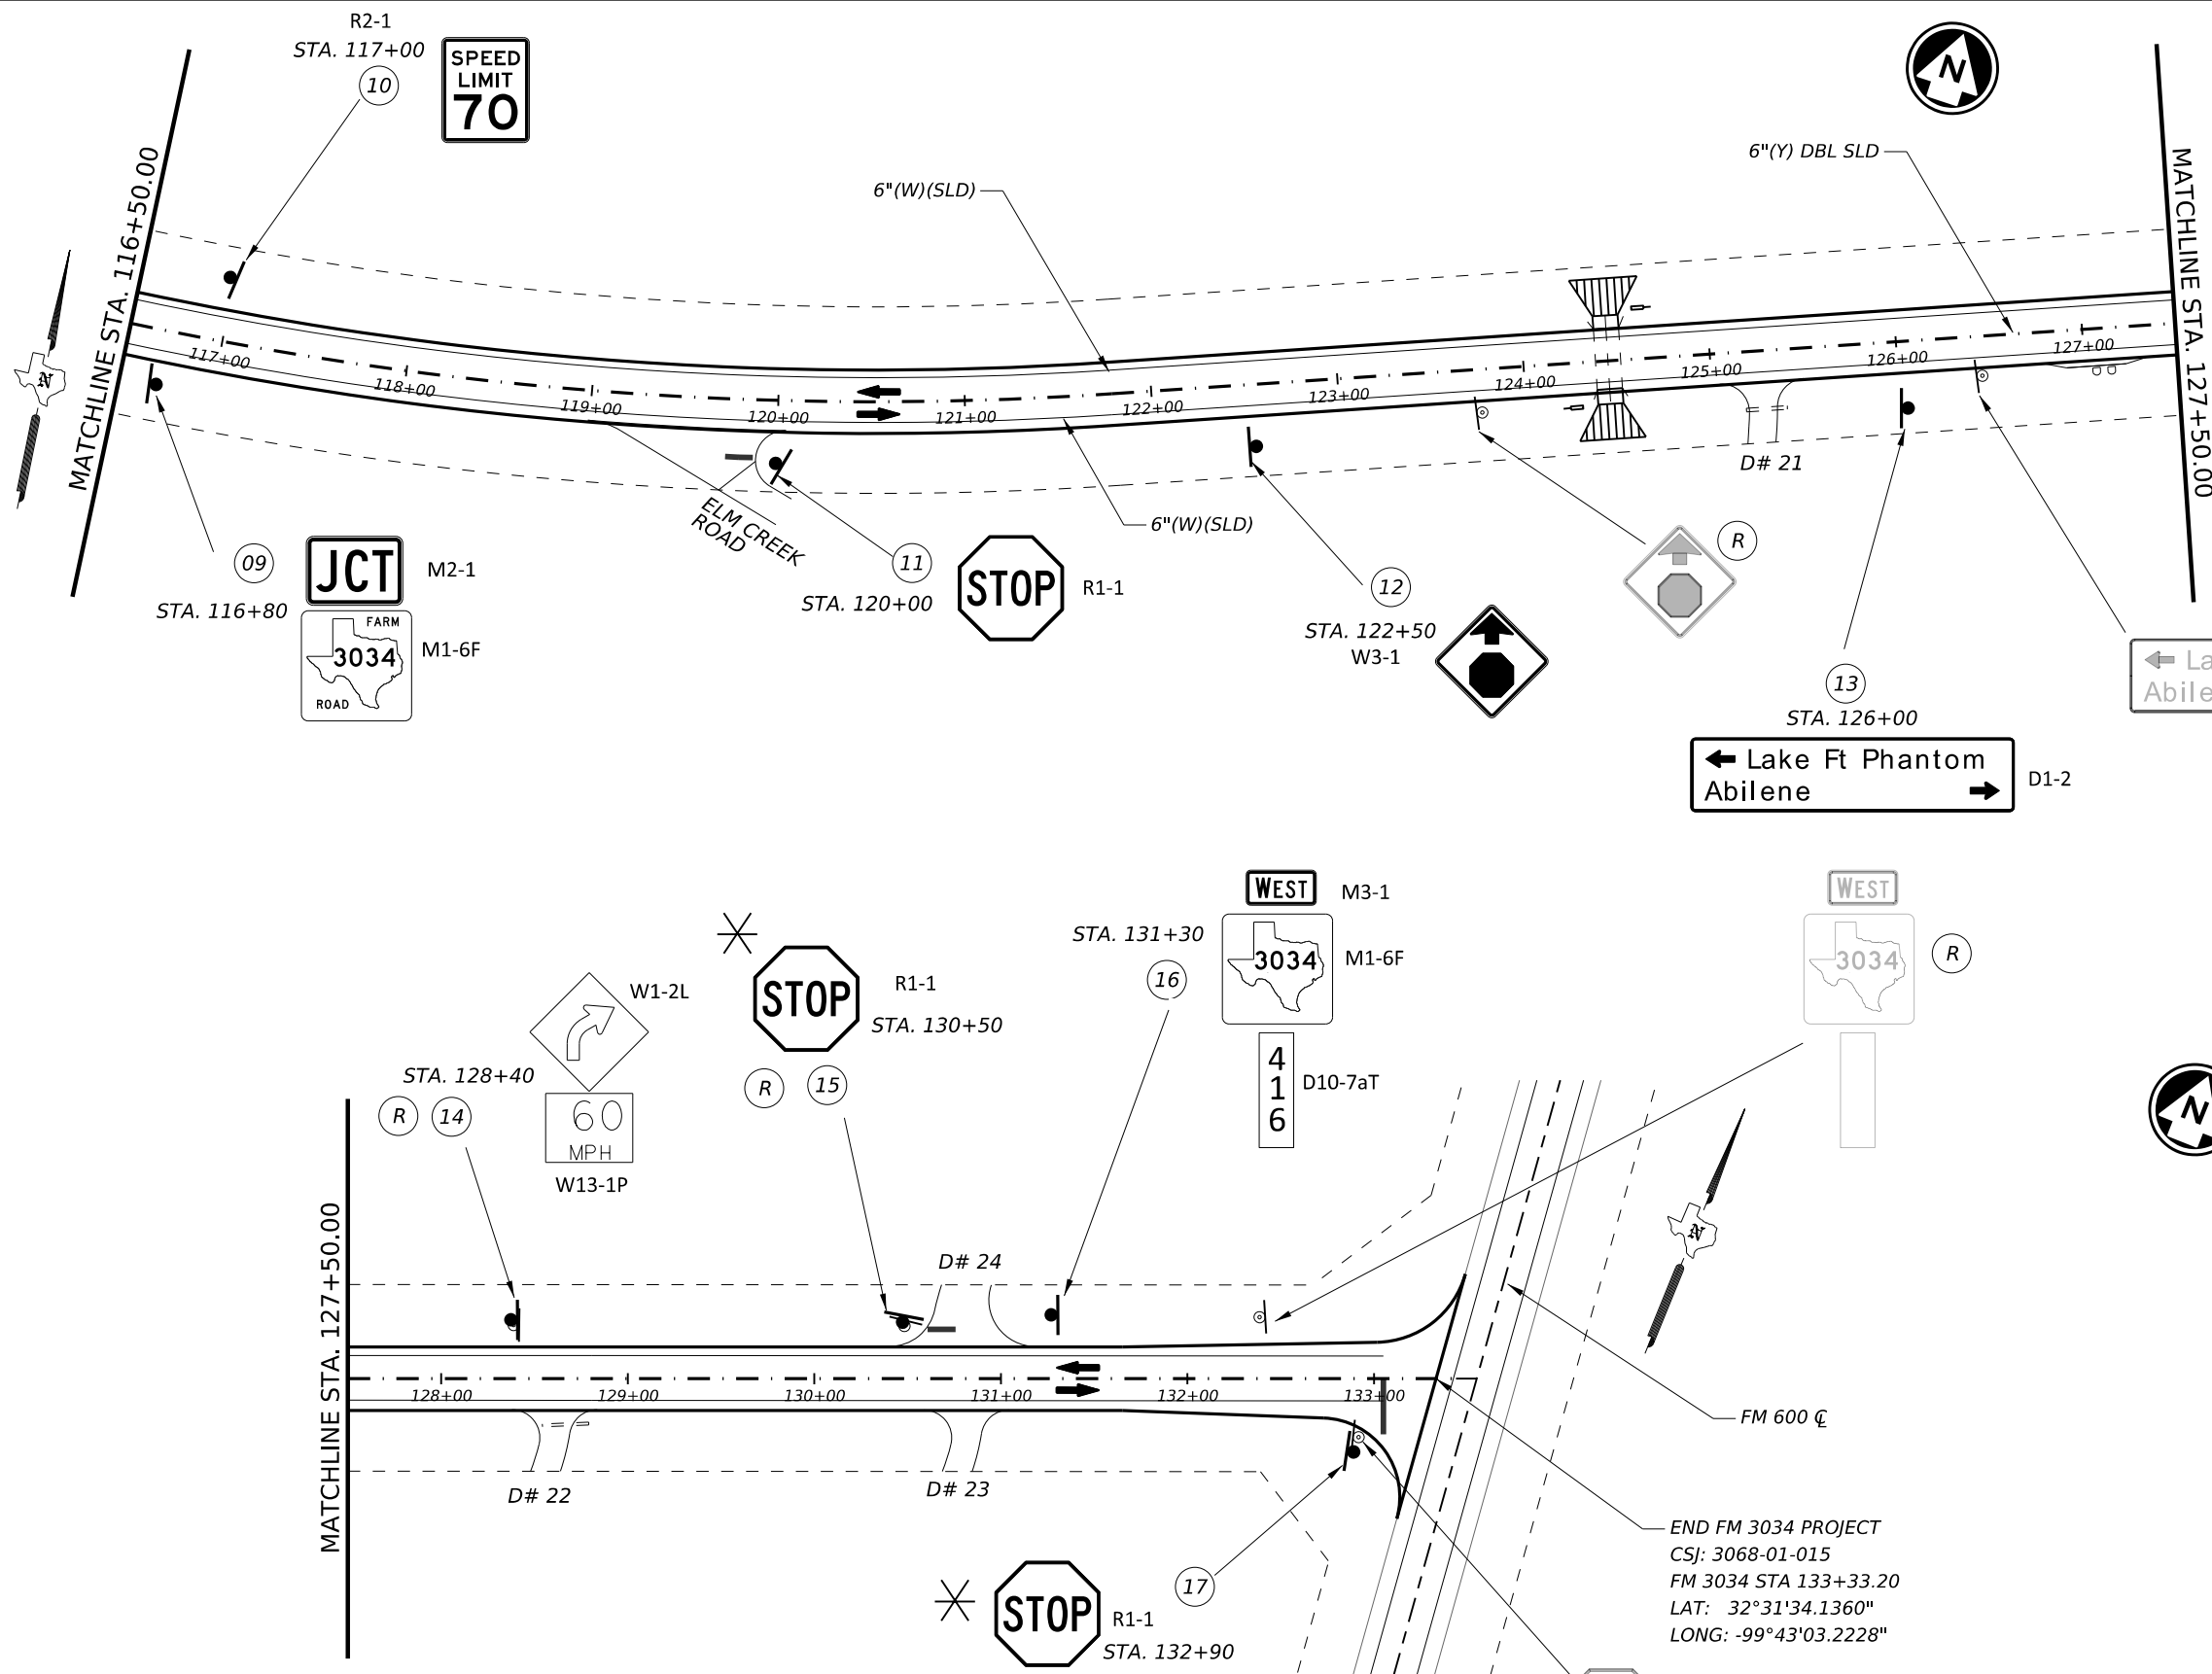 R2-1
STA. 117+00
10
SPEED
LIMIT
70
N
MATCHLINE STA. 116+50.00
6"(W)(SLD)
6"(Y) DBL SLD
MATCHLINE STA. 127+50.00
N
117+00
118+00
119+00
120+00
121+00
122+00
123+00
124+00
125+00
126+00
127+00
D# 21
ELM CREEK
ROAD
6"(W)(SLD)
09
STA. 116+80
JCT
M2-1
FARM
3034
ROAD
M1-6F
11
STA. 120+00
STOP
R1-1
12
STA. 122+50
W3-1
R
13
STA. 126+00
Lake Ft Phantom
Abilene
D1-2
WEST
M3-1
STA. 131+30
16
3034
M1-6F
4
1
6
D10-7aT
WEST
3034
R
STOP
R1-1
STA. 130+50
R
15
W1-2L
STA. 128+40
R
14
60
MPH
W13-1P
N
N
MATCHLINE STA. 127+50.00
D# 24
128+00
129+00
130+00
131+00
132+00
133+00
D# 22
D# 23
FM 600 ℄
END FM 3034 PROJECT
CSJ: 3068-01-015
FM 3034 STA 133+33.20
LAT: 32°31'34.1360"
LONG: -99°43'03.2228"
17
STOP
R1-1
STA. 132+90